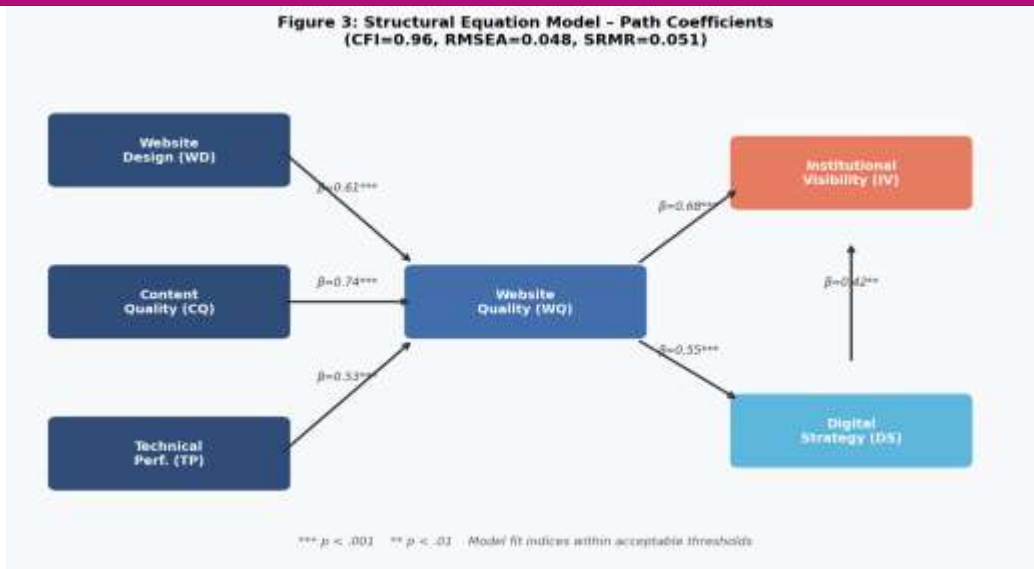 Figure 3: Structural Equation Model – Path Coefficients
(CFI=0.96, RMSEA=0.048, SRMR=0.051)
Website
Design (WD)
Institutional
Visibility (IV)
β=0.61***
β=0.68***
Content
Quality (CQ)
β=0.74***
Website
Quality (WQ)
β=0.42**
β=0.53***
β=0.55***
Technical
Perf. (TP)
Digital
Strategy (DS)
*** p < .001 ** p < .01 Model fit indices within acceptable thresholds